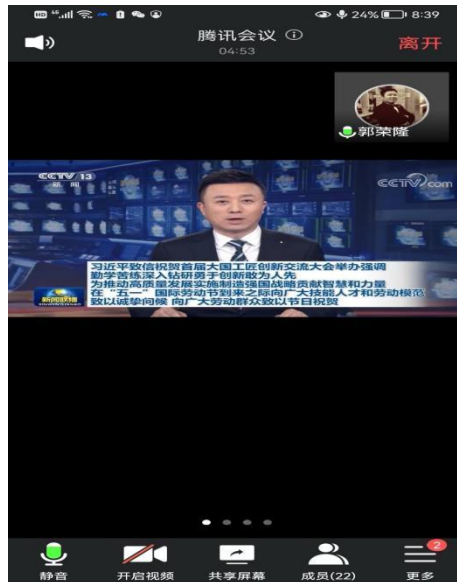 HD 24% 8:39
腾讯会议
04:53
离开
郭荣隆
CCTV 13
新闻
CCTV.com
习近平致信祝贺首届大国工匠创新交流大会举办强调
勤学苦练深入钻研勇于创新敢为人先
为推动高质量发展实施制造强国战略贡献智慧和力量
在“五一”国际劳动节到来之际向广大技能人才和劳动模范
致以诚挚问候 向广大劳动群众致以节日祝贺
新闻联播
静音
开启视频
共享屏幕
成员(22)
2
更多